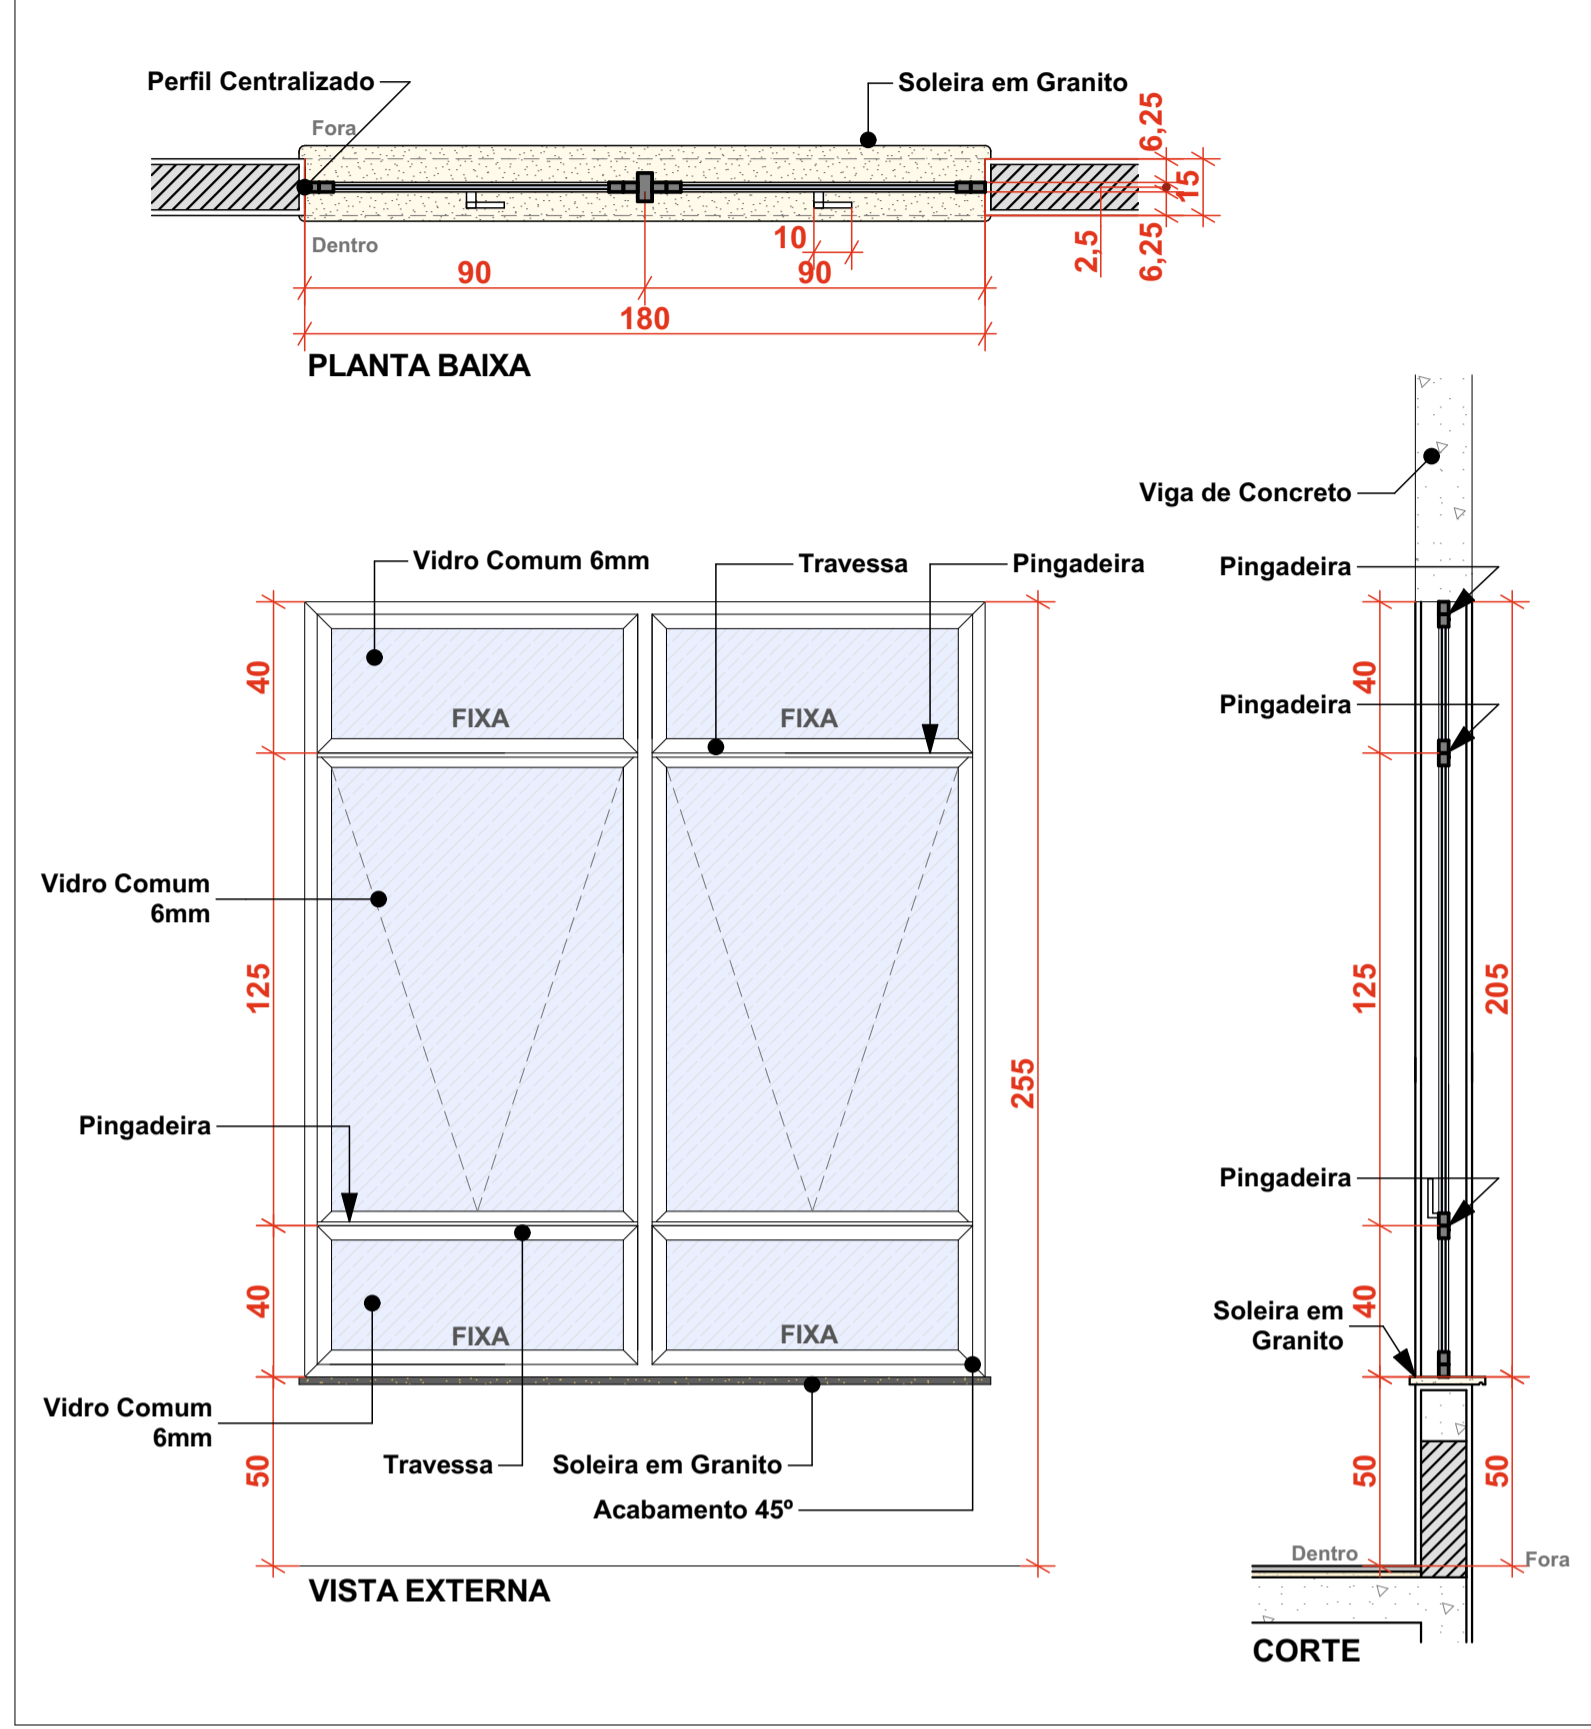 Perfil Centralizado
Soleira em Granito
Fora
6,25
15
2,5
6,25
Dentro
10
90
90
180
PLANTA BAIXA
Viga de Concreto
Vidro Comum 6mm
Travessa
Pingadeira
Pingadeira
40
FIXA
FIXA
40
Pingadeira
Vidro Comum
6mm
125
125
205
255
Pingadeira
Pingadeira
40
FIXA
FIXA
40
Soleira em
Granito
Vidro Comum
6mm
50
Travessa
Soleira em Granito
50
50
Acabamento 45º
Dentro
Fora
VISTA EXTERNA
CORTE